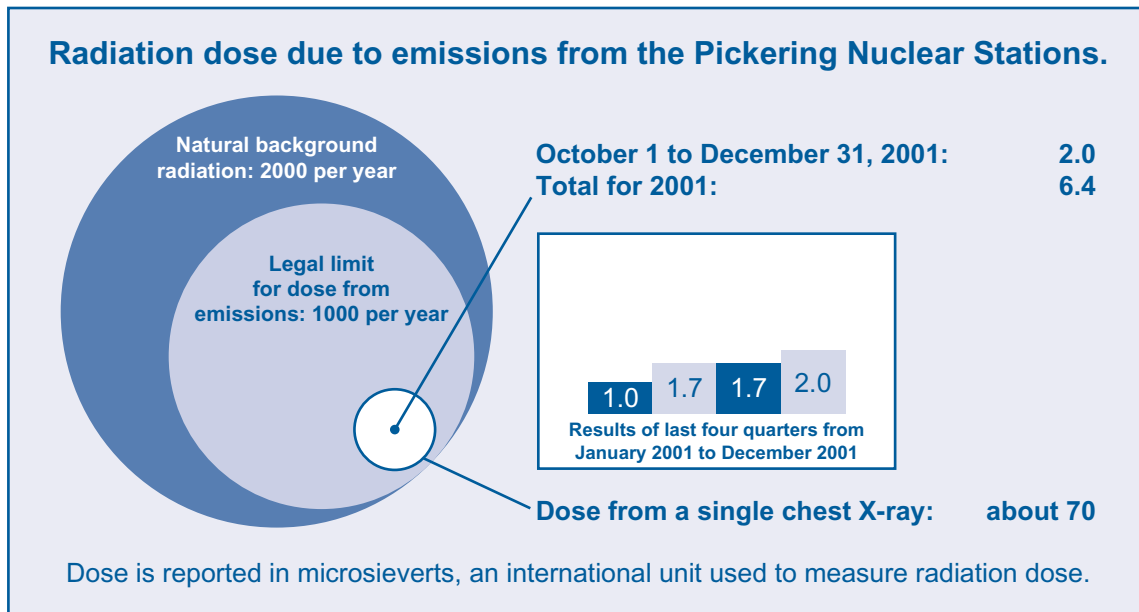 Radiation dose due to emissions from the Pickering Nuclear Stations.
Natural background
radiation: 2000 per year
Legal limit
for dose from
emissions: 1000 per year
October 1 to December 31, 2001: 2.0
Total for 2001: 6.4
1.0 1.7 1.7 2.0
Results of last four quarters from
January 2001 to December 2001
Dose from a single chest X-ray: about 70
Dose is reported in microsieverts, an international unit used to measure radiation dose.